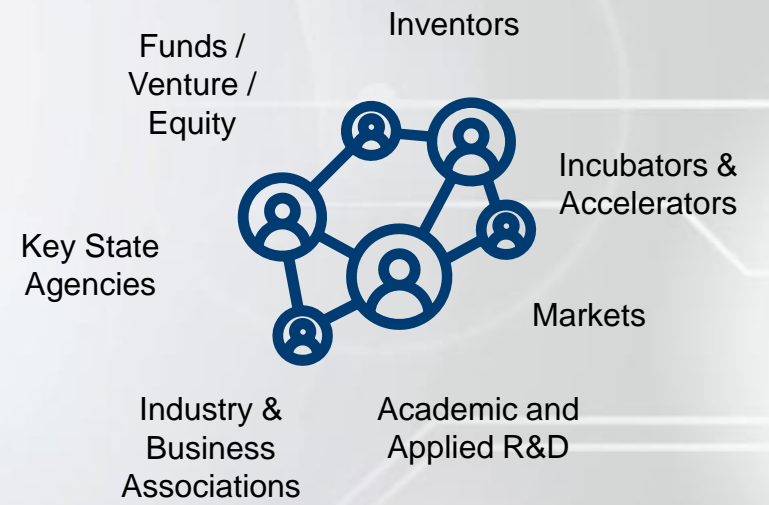 Inventors
Funds /
Venture /
Equity
Incubators &
Accelerators
Key State
Agencies
Markets
Industry &
Business
Associations
Academic and
Applied R&D